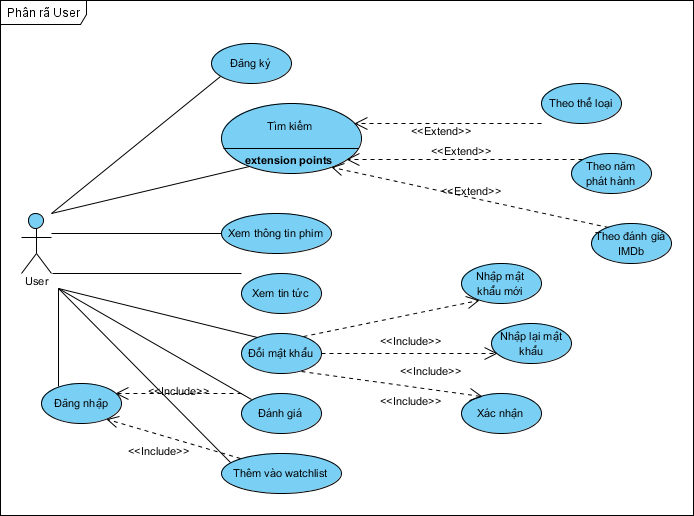 Phân rã User
Đăng ký
Theo thể loại
Tìm kiếm
<<Extend>>
extension points
<<Extend>>
Theo năm
phát hành
<<Extend>>
Xem thông tin phim
Theo đánh giá
IMDb
User
Xem tin tức
Nhập mật
khẩu mới
<<Include>>
Nhập lại mật
khẩu
Đổi mật khẩu
<<Include>>
<<Include>>
<<Include>>
Đăng nhập
Đánh giá
Xác nhận
<<Include>>
Thêm vào watchlist